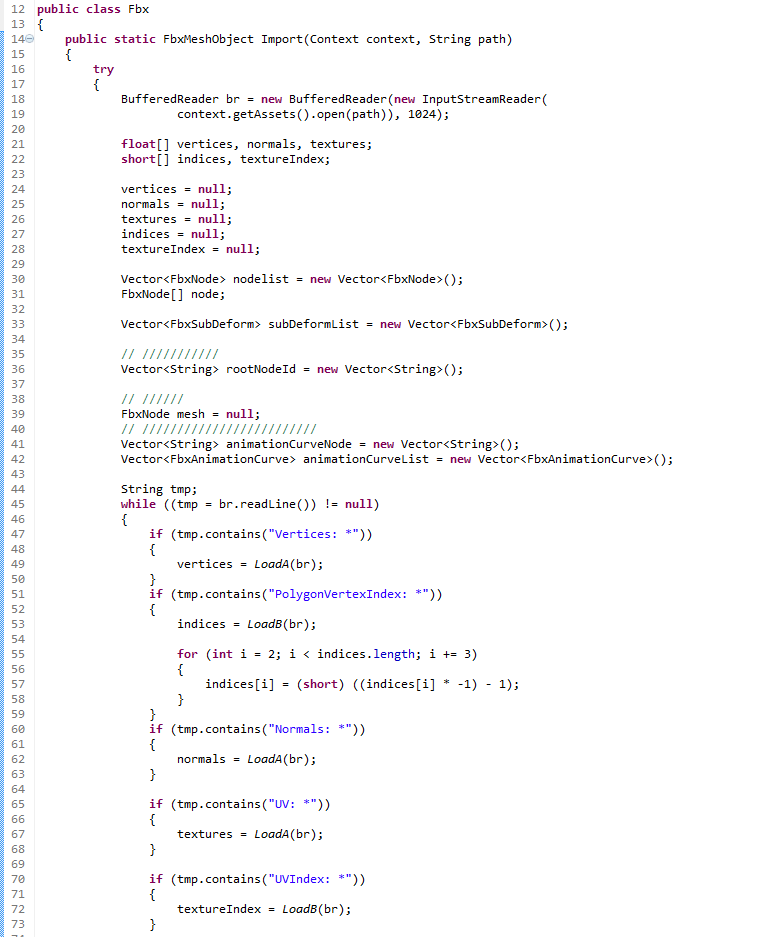 12 public class Fbx
13 {
14 public static FbxMeshObject Import(Context context, String path)
15 {
16 try
17 {
18 BufferedReader br = new BufferedReader(new InputStreamReader(
19 context.getAssets().open(path)), 1024);
20
21 float[] vertices, normals, textures;
22 short[] indices, textureIndex;
23
24 vertices = null;
25 normals = null;
26 textures = null;
27 indices = null;
28 textureIndex = null;
29
30 Vector<FbxNode> nodelist = new Vector<FbxNode>();
31 FbxNode[] node;
32
33 Vector<FbxSubDeform> subDeformList = new Vector<FbxSubDeform>();
34
35 // ///////////
36 Vector<String> rootNodeId = new Vector<String>();
37
38 // //////
39 FbxNode mesh = null;
40 // /////////////////////////
41 Vector<String> animationCurveNode = new Vector<String>();
42 Vector<FbxAnimationCurve> animationCurveList = new Vector<FbxAnimationCurve>();
43
44 String tmp;
45 while ((tmp = br.readLine()) != null)
46 {
47 if (tmp.contains("Vertices: *"))
48 {
49 vertices = LoadA(br);
50 }
51 if (tmp.contains("PolygonVertexIndex: *"))
52 {
53 indices = LoadB(br);
54
55 for (int i = 2; i < indices.length; i += 3)
56 {
57 indices[i] = (short) ((indices[i] * -1) - 1);
58 }
59 }
60 if (tmp.contains("Normals: *"))
61 {
62 normals = LoadA(br);
63 }
64
65 if (tmp.contains("UV: *"))
66 {
67 textures = LoadA(br);
68 }
69
70 if (tmp.contains("UVIndex: *"))
71 {
72 textureIndex = LoadB(br);
73 }